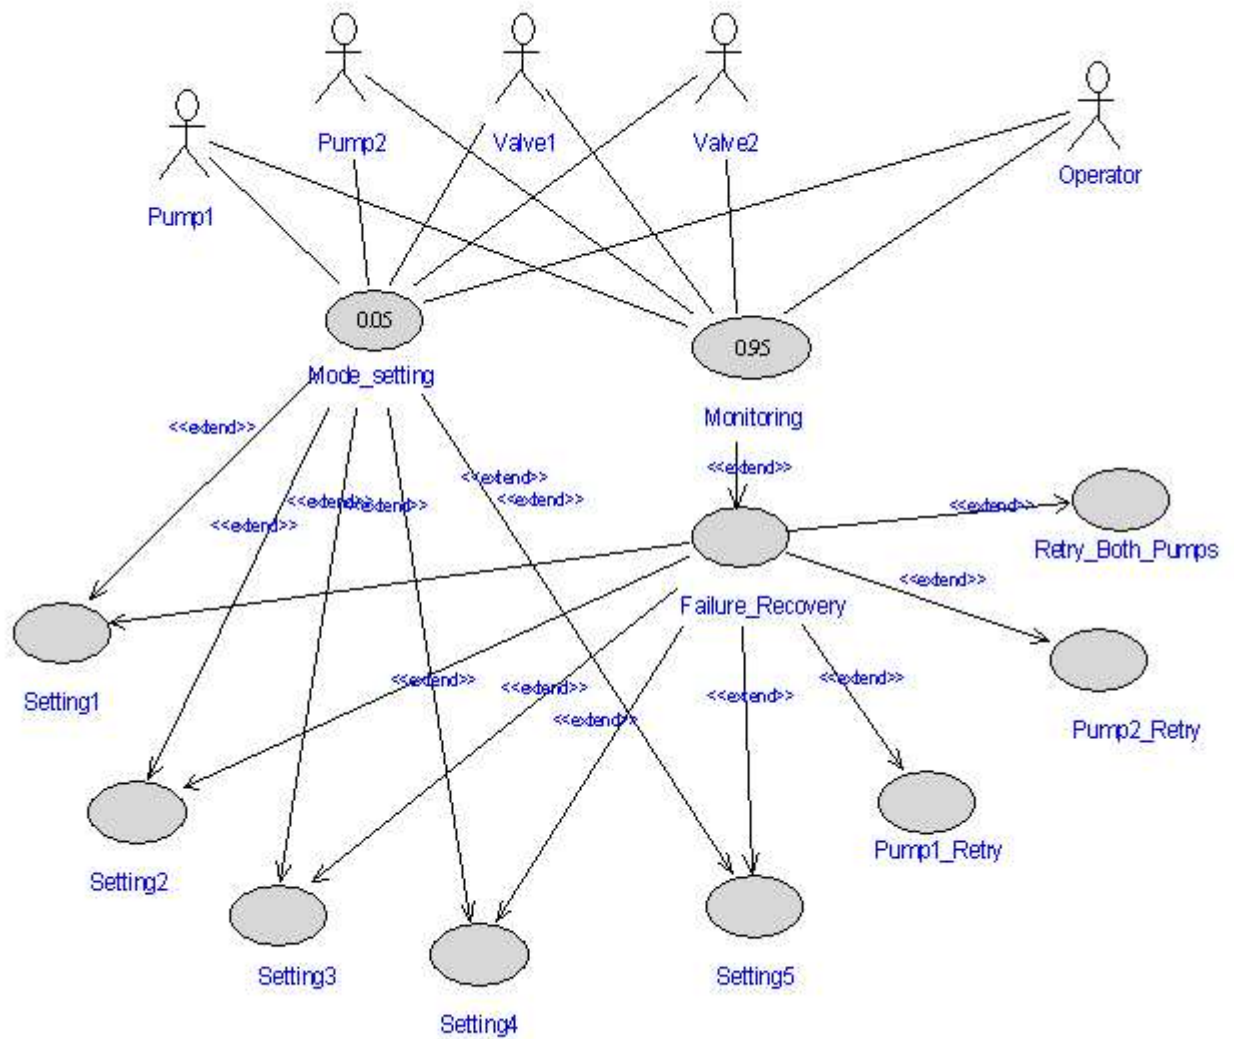 Pump2
Valve1
Valve2
Operator
Pump1
0.05
0.95
Mode_setting
Monitoring
<<extend>>
<<extend>>
<<extend>>
<<extend>>
<<extend>>
<<extend>>
<<extend>>
<<extend>>
<<extend>>
Retry_Both_Pumps
<<extend>>
Failure_Recovery
<<extend>>
<<extend>>
<<extend>>
<<extend>>
<<extend>>
Setting1
Pump2_Retry
Pump1_Retry
Setting2
Setting3
Setting5
Setting4